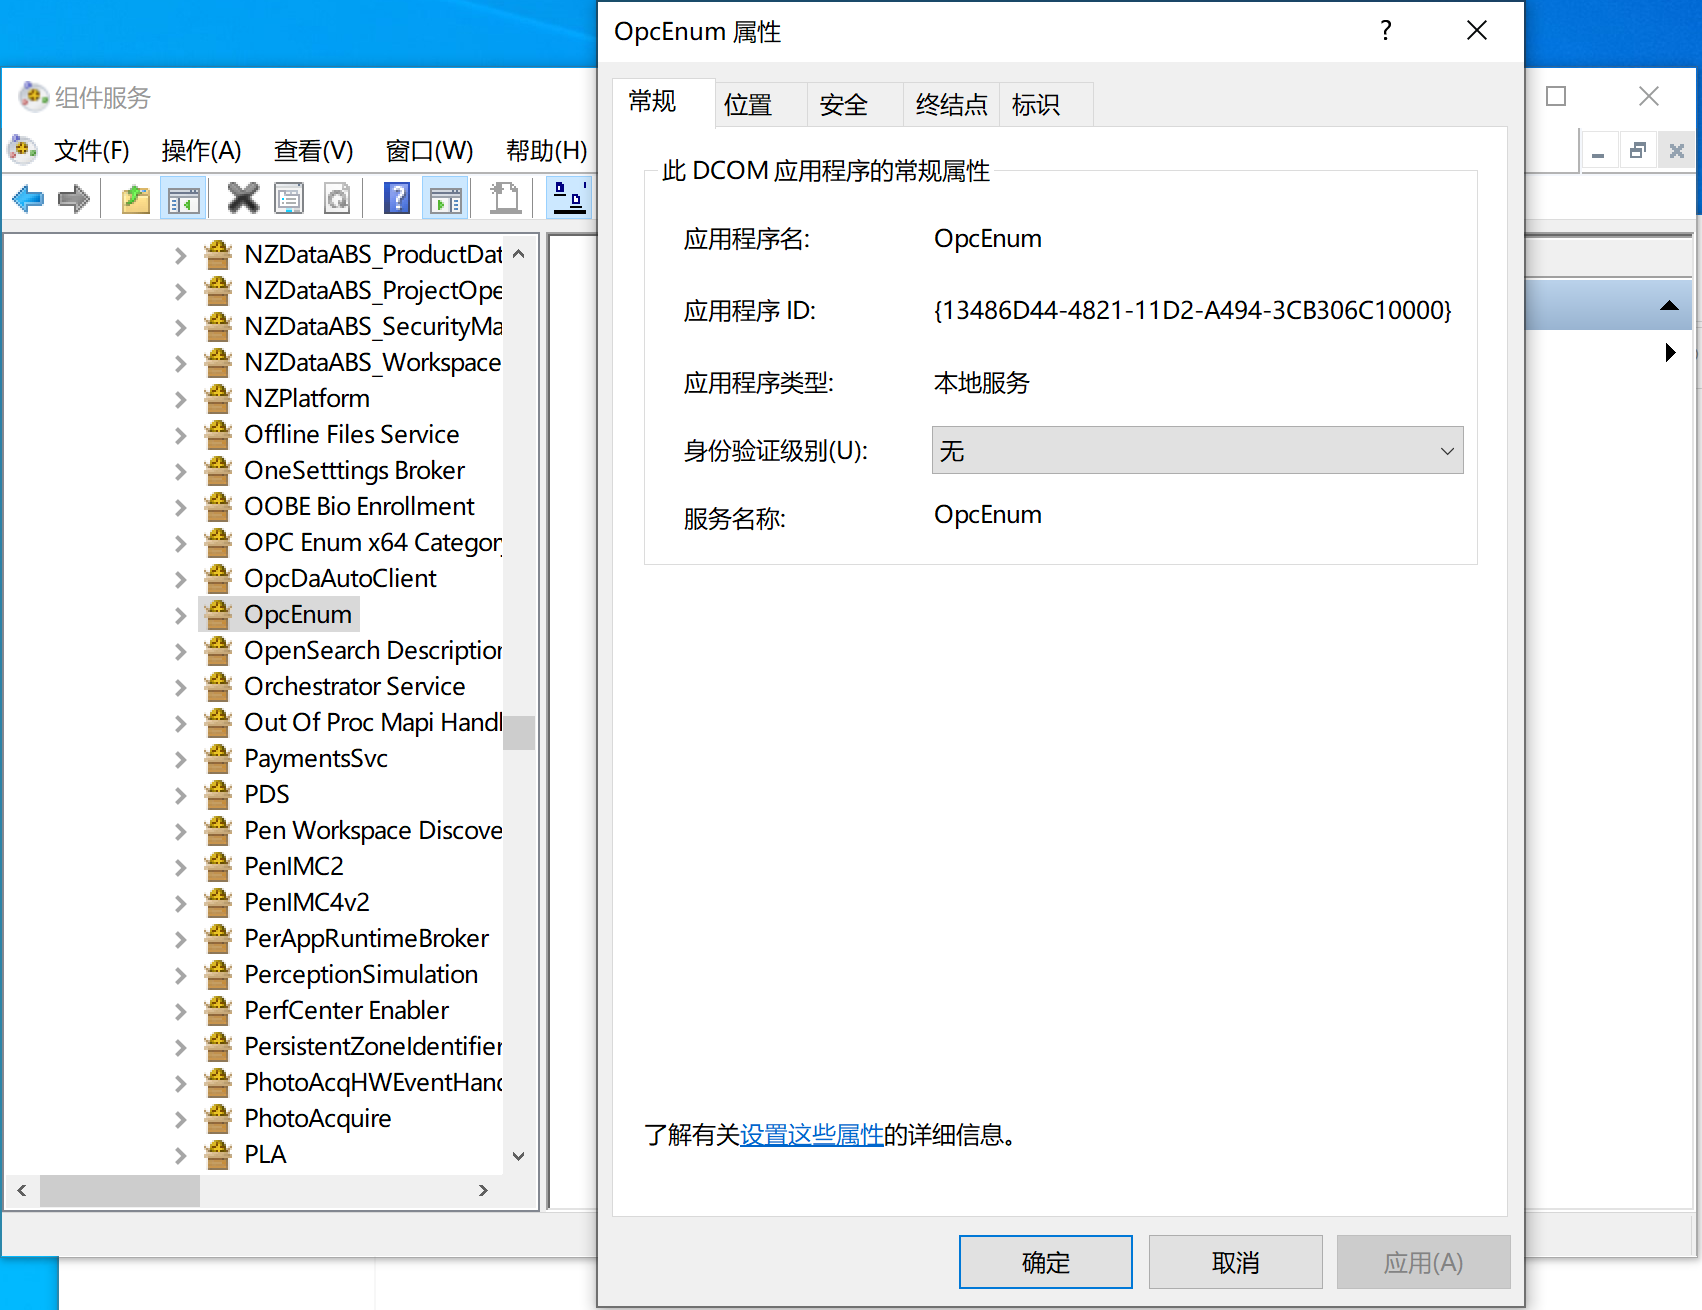 组件服务
文件(F) 操作(A) 查看(V) 窗口(W) 帮助(H)
NZDataABS_ProductDat
NZDataABS_ProjectOpe
NZDataABS_SecurityMa
NZDataABS_Workspace
NZPlatform
Offline Files Service
OneSetttings Broker
OOBE Bio Enrollment
OPC Enum x64 Categor
OpcDaAutoClient
OpcEnum
OpenSearch Description
Orchestrator Service
Out Of Proc Mapi Handl
PaymentsSvc
PDS
Pen Workspace Discove
PenIMC2
PenIMC4v2
PerAppRuntimeBroker
PerceptionSimulation
PerfCenter Enabler
PersistentZoneIdentifier
PhotoAcqHWEventHand
PhotoAcquire
PLA
OpcEnum 属性
常规 位置 安全 终结点 标识
此 DCOM 应用程序的常规属性
应用程序名: OpcEnum
应用程序 ID: {13486D44-4821-11D2-A494-3CB306C10000}
应用程序类型: 本地服务
身份验证级别(U): 无
服务名称: OpcEnum
了解有关设置这些属性的详细信息。
确定 取消 应用(A)